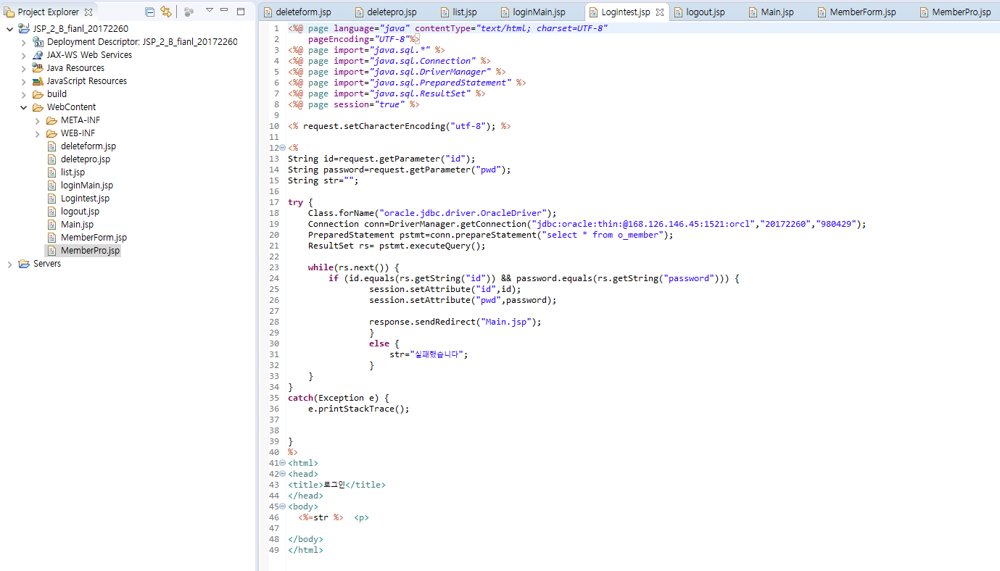 Project Explorer
JSP_2_B_fianl_20172260
Deployment Descriptor: JSP_2_B_fianl_20172260
JAX-WS Web Services
Java Resources
JavaScript Resources
build
WebContent
META-INF
WEB-INF
deleteform.jsp
deletepro.jsp
list.jsp
loginMain.jsp
Logintest.jsp
logout.jsp
Main.jsp
MemberForm.jsp
MemberPro.jsp
Servers
deleteform.jsp deletepro.jsp list.jsp loginMain.jsp Logintest.jsp logout.jsp Main.jsp MemberForm.jsp MemberPro.jsp
1 <%@ page language="java" contentType="text/html; charset=UTF-8"
2     pageEncoding="UTF-8"%>
3 <%@ page import="java.sql.*" %>
4 <%@ page import="java.sql.Connection" %>
5 <%@ page import="java.sql.DriverManager" %>
6 <%@ page import="java.sql.PreparedStatement" %>
7 <%@ page import="java.sql.ResultSet" %>
8 <%@ page session="true" %>
9
10 <% request.setCharacterEncoding("utf-8"); %>
11
12 <%
13 String id=request.getParameter("id");
14 String password=request.getParameter("pwd");
15 String str="";
16
17 try {
18     Class.forName("oracle.jdbc.driver.OracleDriver");
19     Connection conn=DriverManager.getConnection("jdbc:oracle:thin:@168.126.146.45:1521:orcl","20172260","980429");
20     PreparedStatement pstmt=conn.prepareStatement("select * from o_member");
21     ResultSet rs= pstmt.executeQuery();
22
23     while(rs.next()) {
24         if (id.equals(rs.getString("id")) && password.equals(rs.getString("password"))) {
25                 session.setAttribute("id",id);
26                 session.setAttribute("pwd",password);
27
28                 response.sendRedirect("Main.jsp");
29                 }
30                 else {
31                     str="실패했습니다";
32                 }
33     }
34 }
35 catch(Exception e) {
36     e.printStackTrace();
37
38
39 }
40 %>
41 <html>
42 <head>
43 <title>로그인</title>
44 </head>
45 <body>
46   <%=str %>  <p>
47
48 </body>
49 </html>